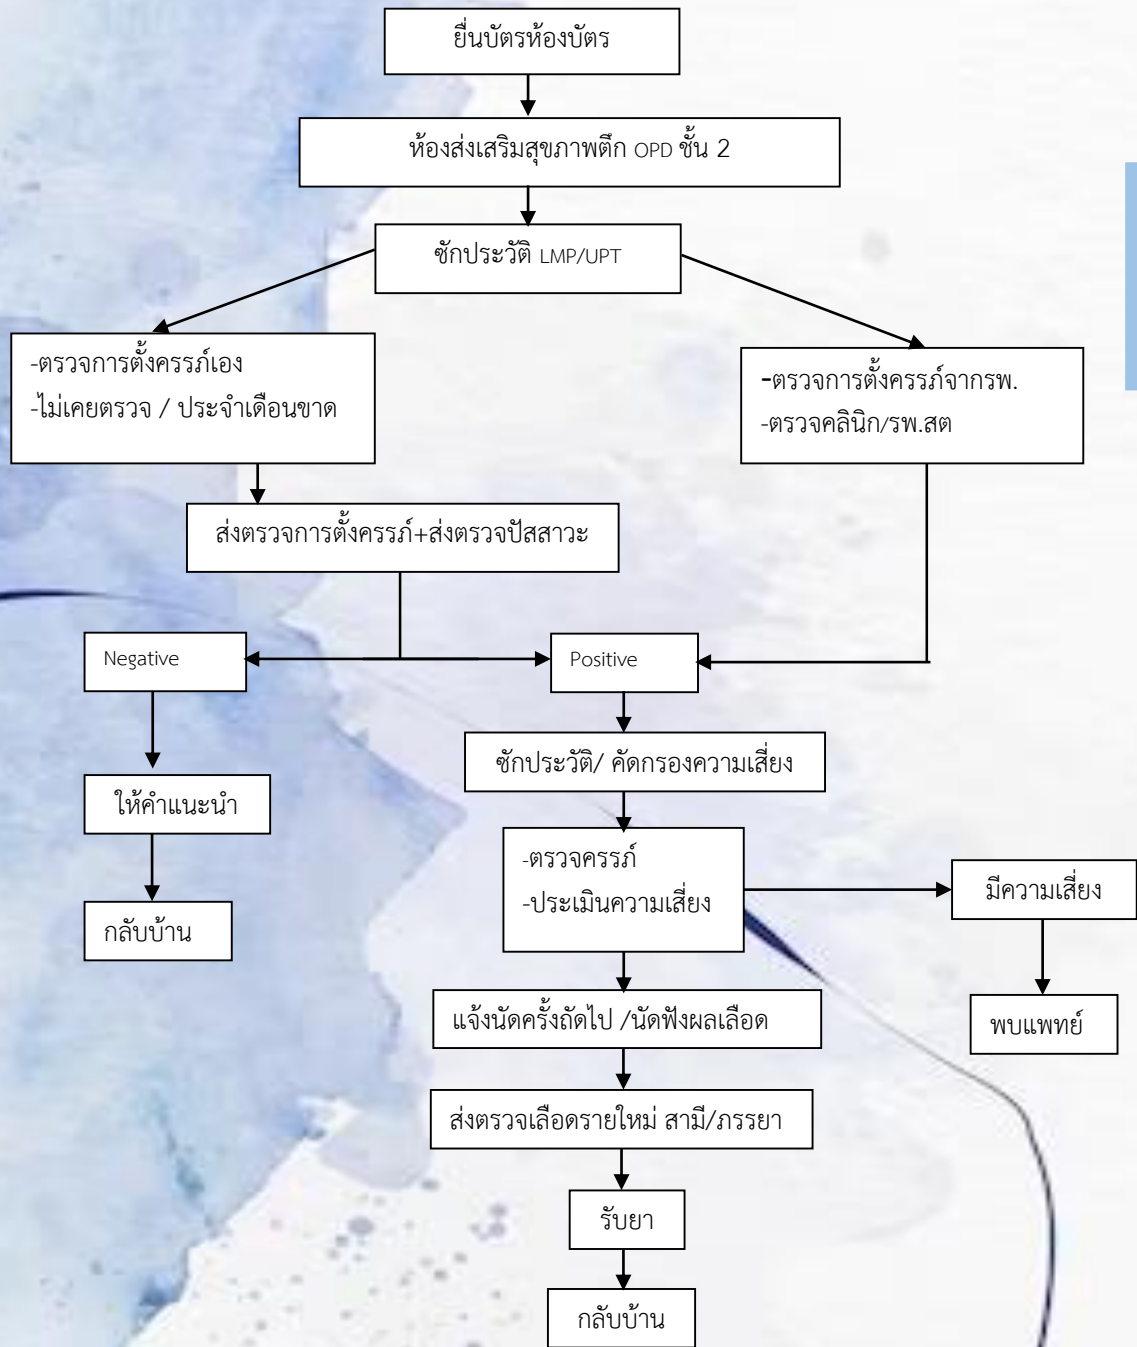 ยื่นบัตรห้องบัตร
ห้องส่งเสริมสุขภาพตึก OPD ชั้น 2
ซักประวัติ LMP/UPT
-ตรวจการตั้งครรภ์เอง
-ไม่เคยตรวจ / ประจำเดือนขาด
-ตรวจการตั้งครรภ์จากรพ.
-ตรวจคลินิก/รพ.สต
ส่งตรวจการตั้งครรภ์+ส่งตรวจปัสสาวะ
Negative
Positive
ซักประวัติ/ คัดกรองความเสี่ยง
ให้คำแนะนำ
-ตรวจครรภ์
-ประเมินความเสี่ยง
มีความเสี่ยง
กลับบ้าน
แจ้งนัดครั้งถัดไป /นัดฟังผลเลือด
พบแพทย์
ส่งตรวจเลือดรายใหม่ สามี/ภรรยา
รับยา
กลับบ้าน